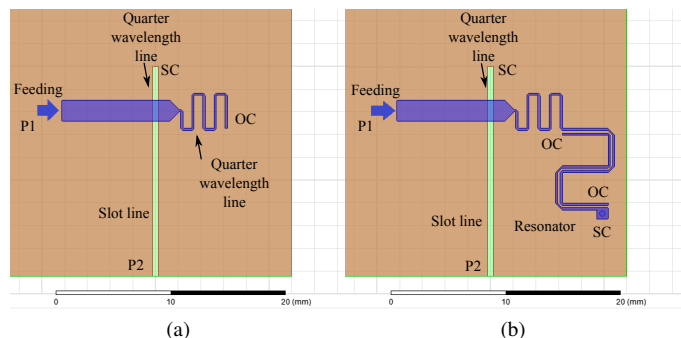 Quarter
wavelength
line
SC
Feeding
P1
OC
Quarter
wavelength
line
Slot line
P2
0
10
20 (mm)
(a)
Quarter
wavelength
line
SC
Feeding
P1
OC
OC
Slot line
Resonator
SC
P2
0
10
20 (mm)
(b)